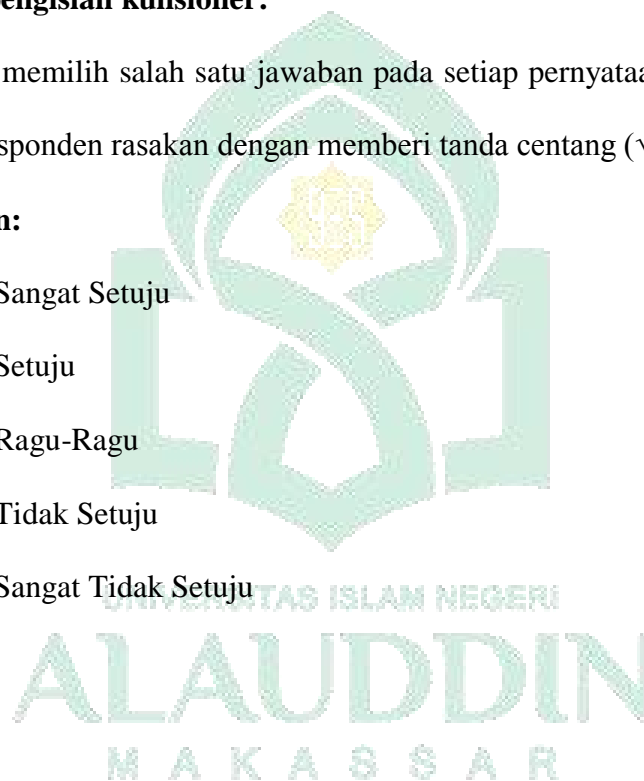 pengisian kuisioner:
memilih salah satu jawaban pada setiap pernyataa
sponden rasakan dengan memberi tanda centang (√
n:
Sangat Setuju
Setuju
Ragu-Ragu
Tidak Setuju
Sangat Tidak Setuju
UNIVERSITAS ISLAM NEGERI
ALAUDDIN
MAKASSAR